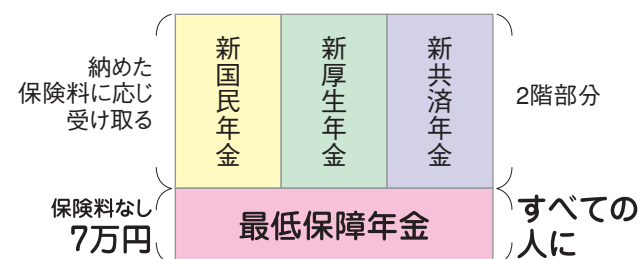 納めた
保険料に応じ
受け取る
新国民年金
新厚生年金
新共済年金
2階部分
保険料なし
7万円
最低保障年金
すべての
人に